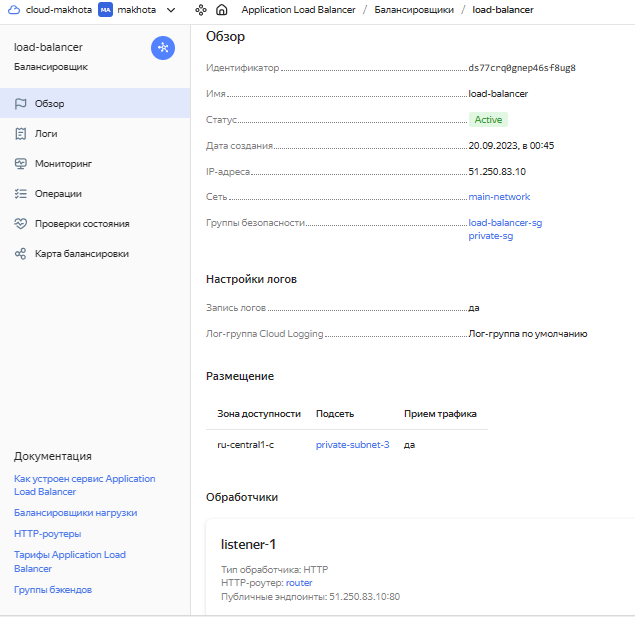 cloud-makhota MA makhota Application Load Balancer / Балансировщики / load-balancer
load-balancer
Балансировщик
Обзор
Логи
Мониторинг
Операции
Проверки состояния
Карта балансировки
Документация
Как устроен сервис Application
Load Balancer
Балансировщики нагрузки
HTTP-роутеры
Тарифы Application Load
Balancer
Группы бэкендов
Обзор
Идентификатор ds77crq0gnep46sf8ug8
Имя load-balancer
Статус Active
Дата создания 20.09.2023, в 00:45
IP-адреса 51.250.83.10
Сеть main-network
Группы безопасности load-balancer-sg
private-sg
Настройки логов
Запись логов да
Лог-группа Cloud Logging Лог-группа по умолчанию
Размещение
Зона доступности Подсеть Прием трафика
ru-central1-c private-subnet-3 да
Обработчики
listener-1
Тип обработчика: HTTP
HTTP-роутер: router
Публичные эндпоинты: 51.250.83.10:80